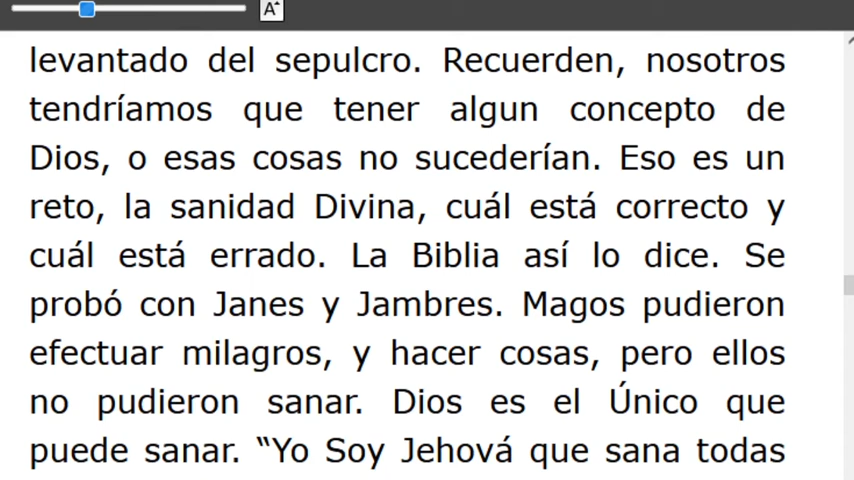 A
levantado del sepulcro. Recuerden, nosotros
tendríamos que tener algun concepto de
Dios, o esas cosas no sucederían. Eso es un
reto, la sanidad Divina, cuál está correcto y
cuál está errado. La Biblia así lo dice. Se
probó con Janes y Jambres. Magos pudieron
efectuar milagros, y hacer cosas, pero ellos
no pudieron sanar. Dios es el Único que
puede sanar. “Yo Soy Jehová que sana todas